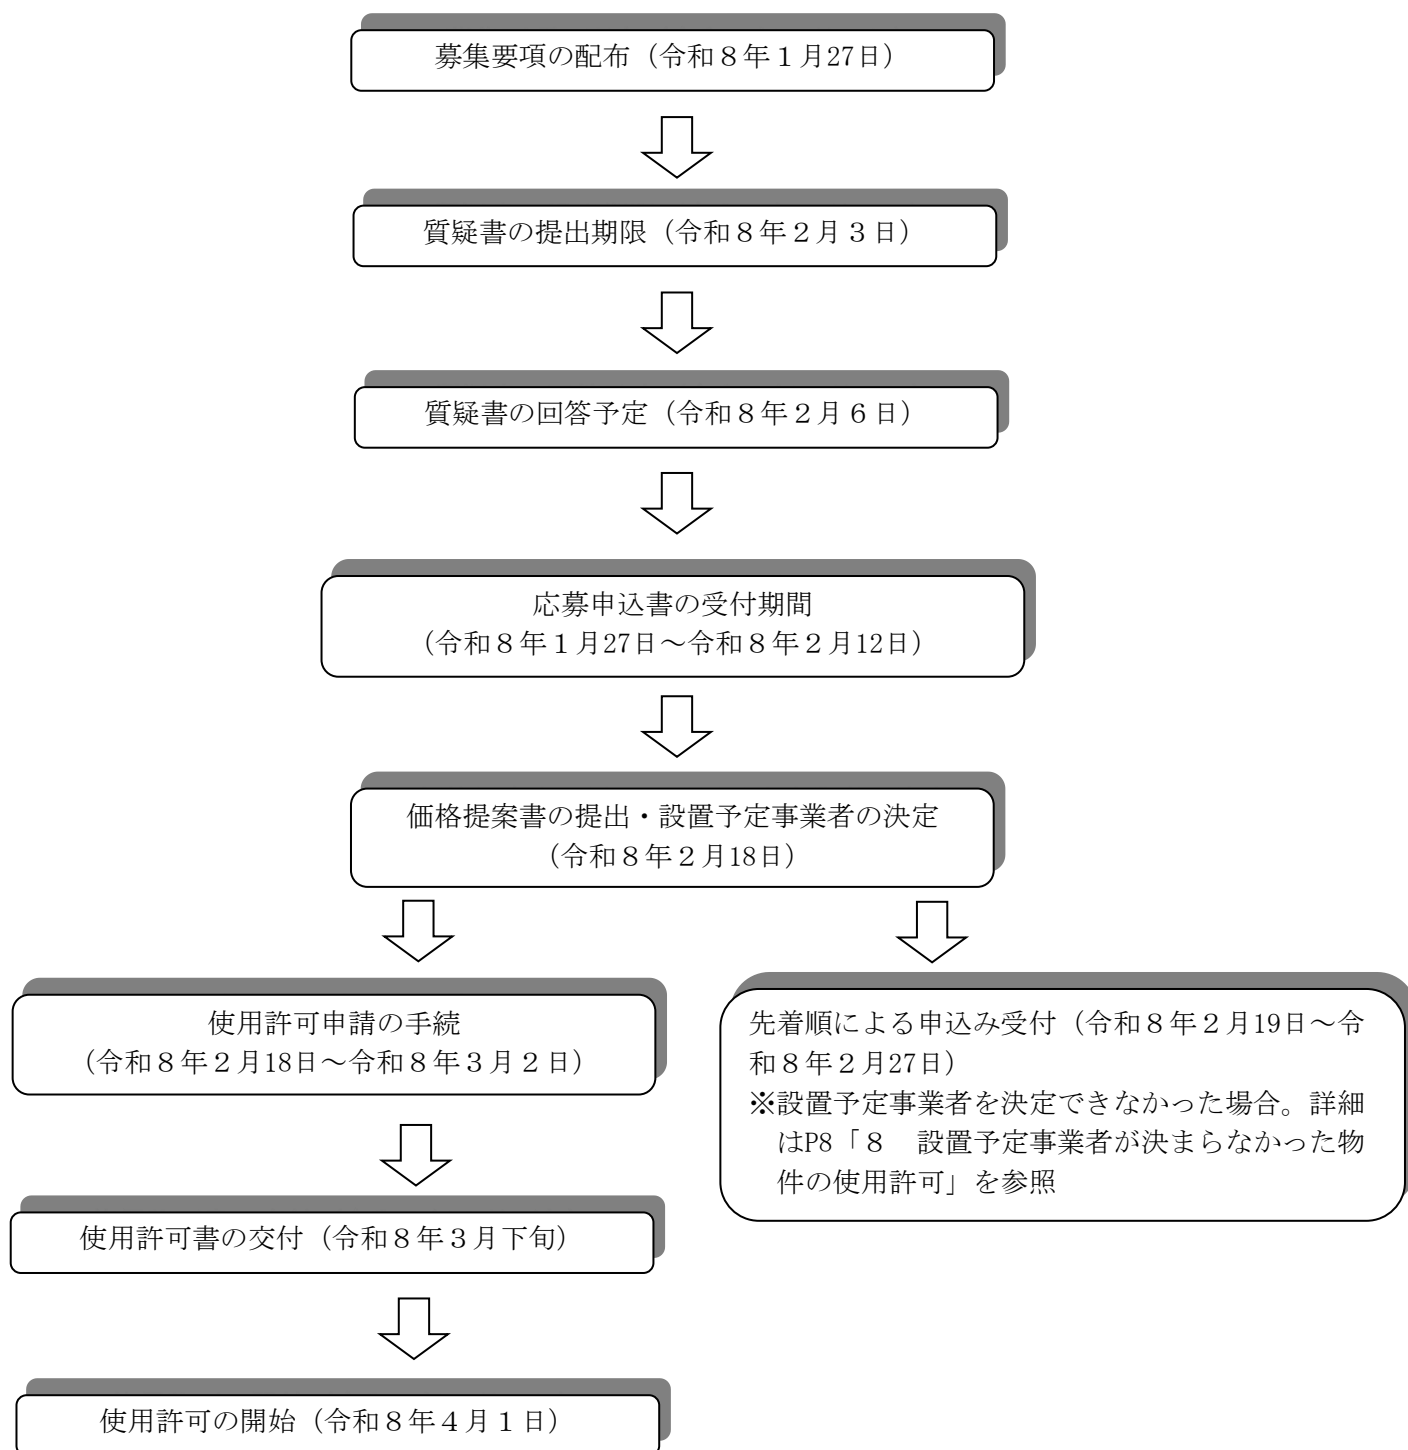 募集要項の配布（令和８年１月27日）
質疑書の提出期限（令和８年２月３日）
質疑書の回答予定（令和８年２月６日）
応募申込書の受付期間
（令和８年１月27日～令和８年２月12日）
価格提案書の提出・設置予定事業者の決定
（令和８年２月18日）
使用許可申請の手続
（令和８年２月18日～令和８年３月２日）
先着順による申込み受付（令和８年２月19日～令
和８年２月27日）
※設置予定事業者を決定できなかった場合。詳細
はP8「８　設置予定事業者が決まらなかった物
件の使用許可」を参照
使用許可書の交付（令和８年３月下旬）
使用許可の開始（令和８年４月１日）